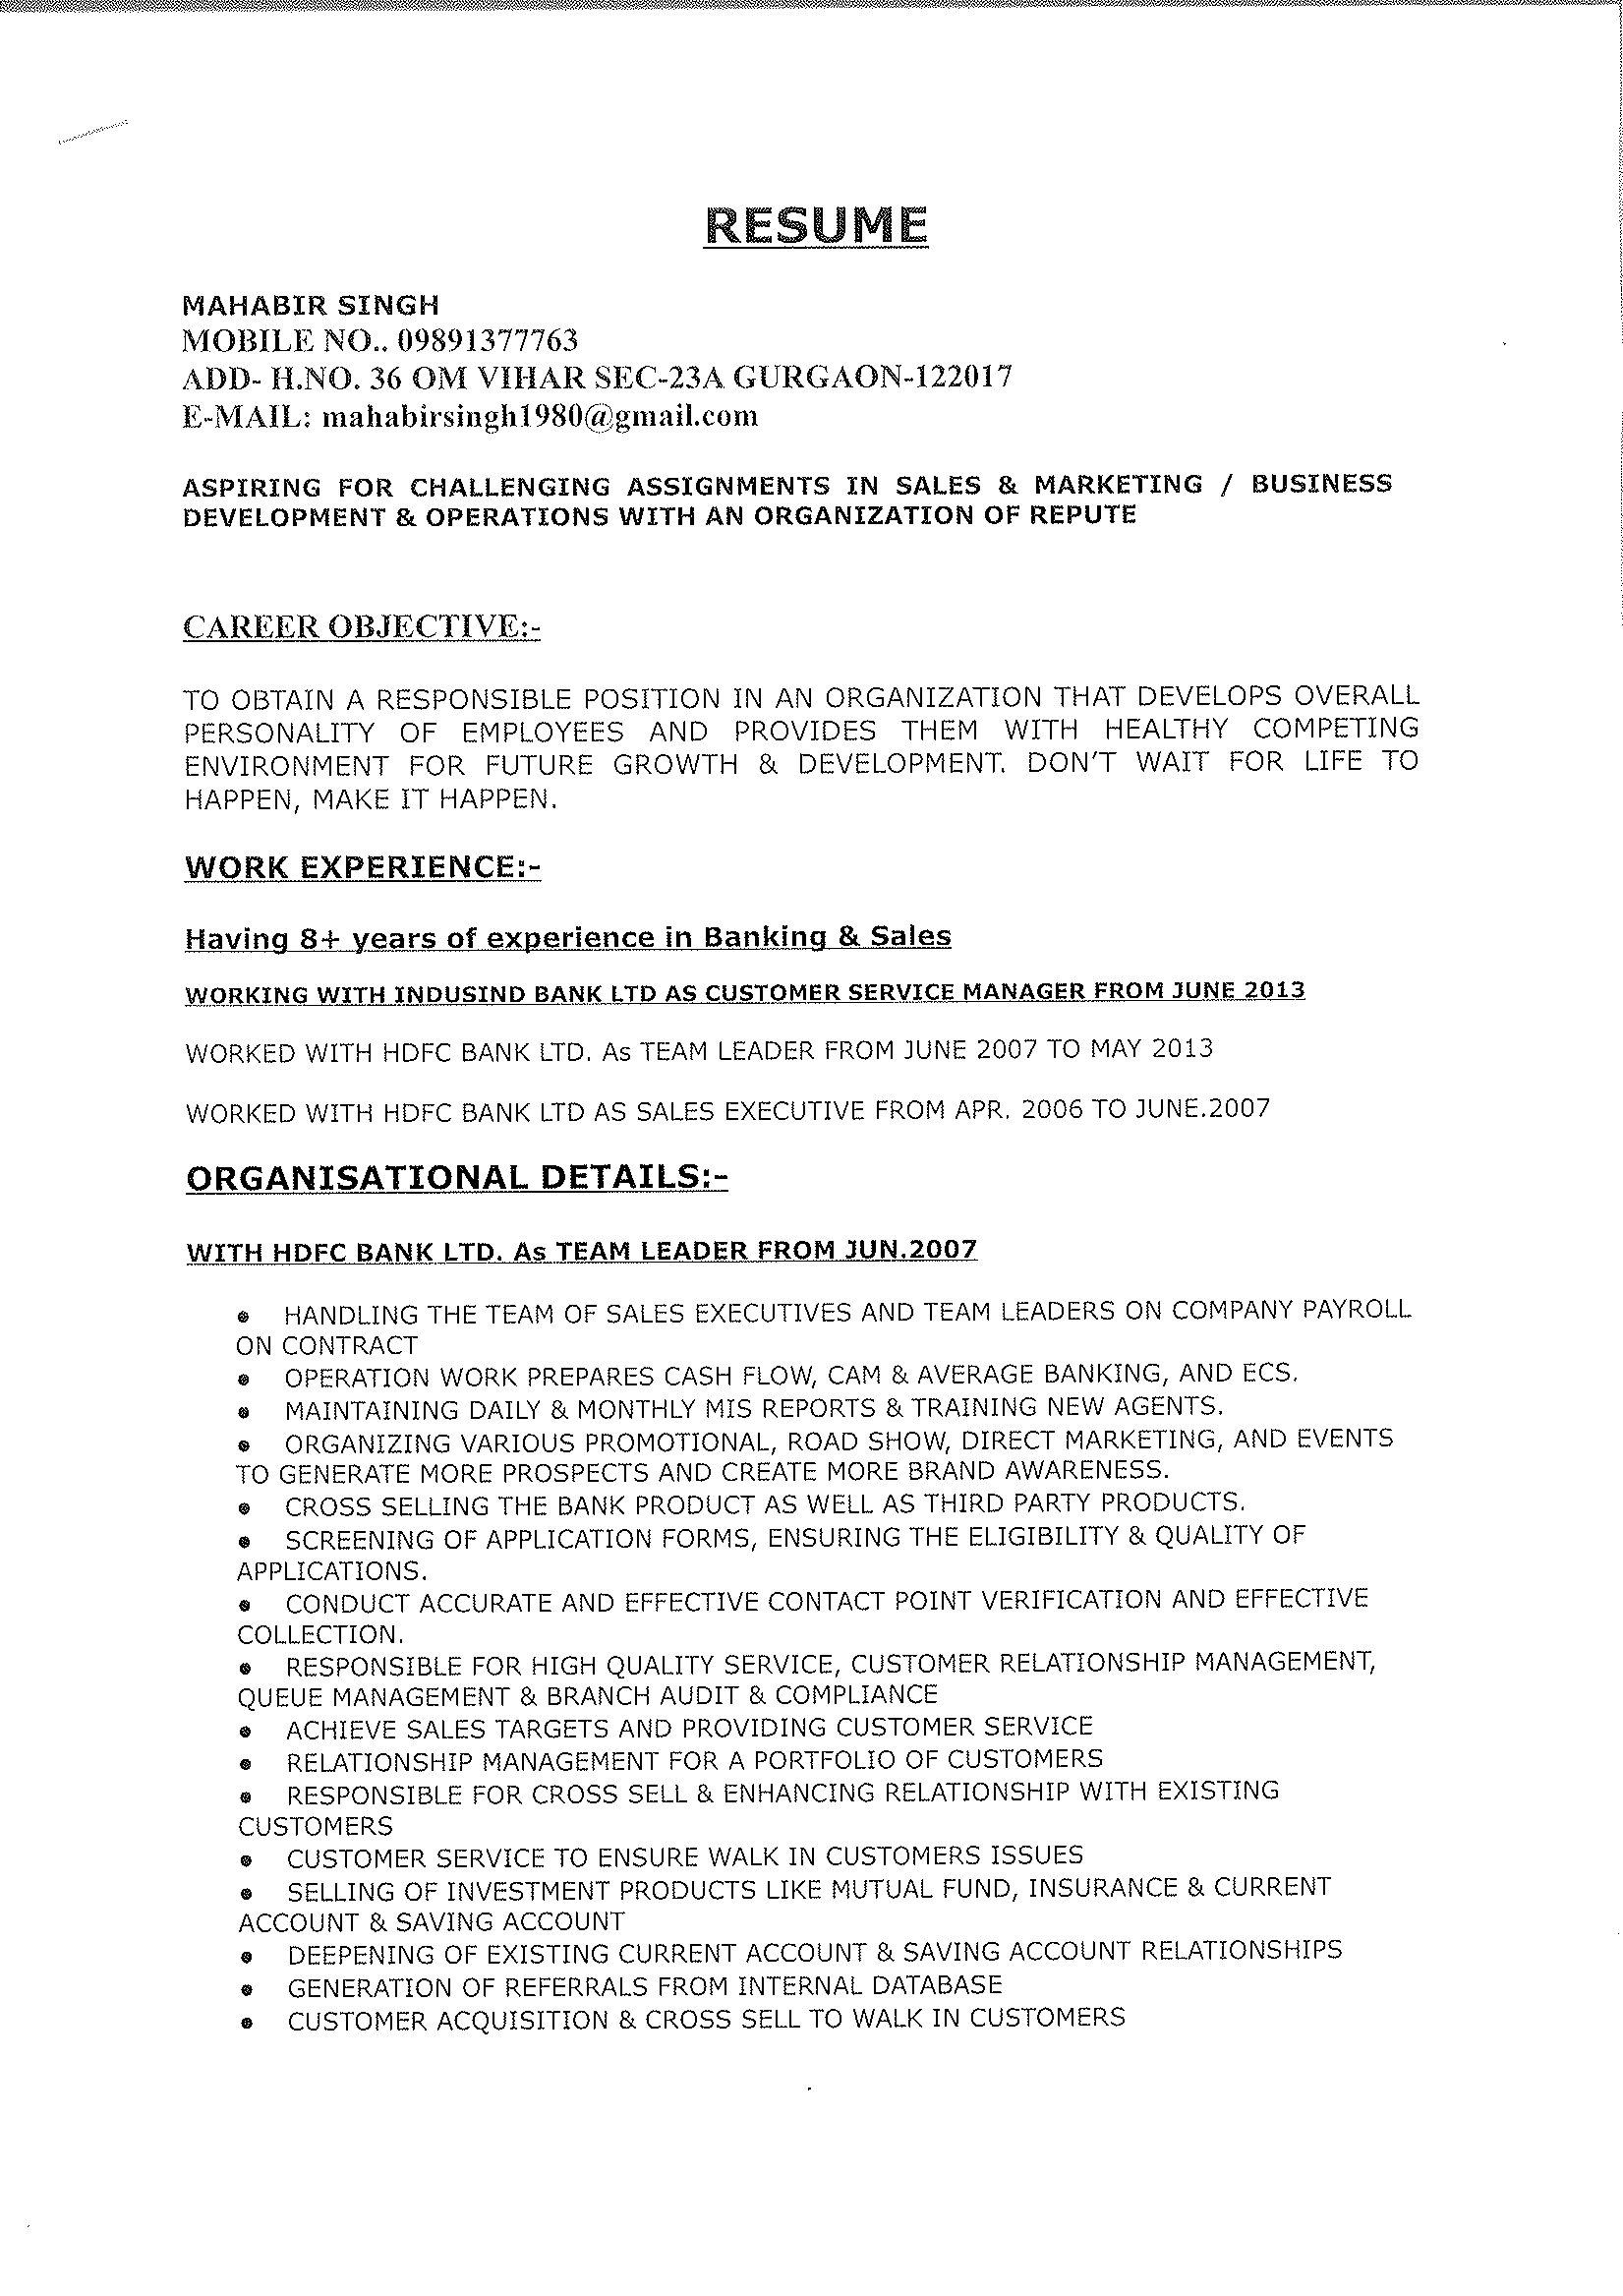 RESUME
MAHABIR SINGH
MOBILE NO.. 09891377763
ADD- H.NO. 36 OM VIHAR SEC-23A GURGAON-122017
E-MAIL: mahabirsingh1980@gmail.com
ASPIRING FOR CHALLENGING ASSIGNMENTS IN SALES & MARKETING / BUSINESS
DEVELOPMENT & OPERATIONS WITH AN ORGANIZATION OF REPUTE
CAREER OBJECTIVE:-
TO OBTAIN A RESPONSIBLE POSITION IN AN ORGANIZATION THAT DEVELOPS OVERALL
PERSONALITY OF EMPLOYEES AND PROVIDES THEM WITH HEALTHY COMPETING
ENVIRONMENT FOR FUTURE GROWTH & DEVELOPMENT. DON'T WAIT FOR LIFE TO
HAPPEN, MAKE IT HAPPEN.
WORK EXPERIENCE:-
Having 8+ years of experience in Banking & Sales
WORKING WITH INDUSIND BANK LTD AS CUSTOMER SERVICE MANAGER FROM JUNE 2013
WORKED WITH HDFC BANK LTD. As TEAM LEADER FROM JUNE 2007 TO MAY 2013
WORKED WITH HDFC BANK LTD AS SALES EXECUTIVE FROM APR. 2006 TO JUNE.2007
ORGANISATIONAL DETAILS:-
WITH HDFC BANK LTD. As TEAM LEADER FROM JUN.2007
• HANDLING THE TEAM OF SALES EXECUTIVES AND TEAM LEADERS ON COMPANY PAYROLL
ON CONTRACT
• OPERATION WORK PREPARES CASH FLOW, CAM & AVERAGE BANKING, AND ECS.
• MAINTAINING DAILY & MONTHLY MIS REPORTS & TRAINING NEW AGENTS.
• ORGANIZING VARIOUS PROMOTIONAL, ROAD SHOW, DIRECT MARKETING, AND EVENTS
TO GENERATE MORE PROSPECTS AND CREATE MORE BRAND AWARENESS.
• CROSS SELLING THE BANK PRODUCT AS WELL AS THIRD PARTY PRODUCTS.
• SCREENING OF APPLICATION FORMS, ENSURING THE ELIGIBILITY & QUALITY OF
APPLICATIONS.
• CONDUCT ACCURATE AND EFFECTIVE CONTACT POINT VERIFICATION AND EFFECTIVE
COLLECTION.
• RESPONSIBLE FOR HIGH QUALITY SERVICE, CUSTOMER RELATIONSHIP MANAGEMENT,
QUEUE MANAGEMENT & BRANCH AUDIT & COMPLIANCE
• ACHIEVE SALES TARGETS AND PROVIDING CUSTOMER SERVICE
• RELATIONSHIP MANAGEMENT FOR A PORTFOLIO OF CUSTOMERS
• RESPONSIBLE FOR CROSS SELL & ENHANCING RELATIONSHIP WITH EXISTING
CUSTOMERS
• CUSTOMER SERVICE TO ENSURE WALK IN CUSTOMERS ISSUES
• SELLING OF INVESTMENT PRODUCTS LIKE MUTUAL FUND, INSURANCE & CURRENT
ACCOUNT & SAVING ACCOUNT
• DEEPENING OF EXISTING CURRENT ACCOUNT & SAVING ACCOUNT RELATIONSHIPS
• GENERATION OF REFERRALS FROM INTERNAL DATABASE
• CUSTOMER ACQUISITION & CROSS SELL TO WALK IN CUSTOMERS